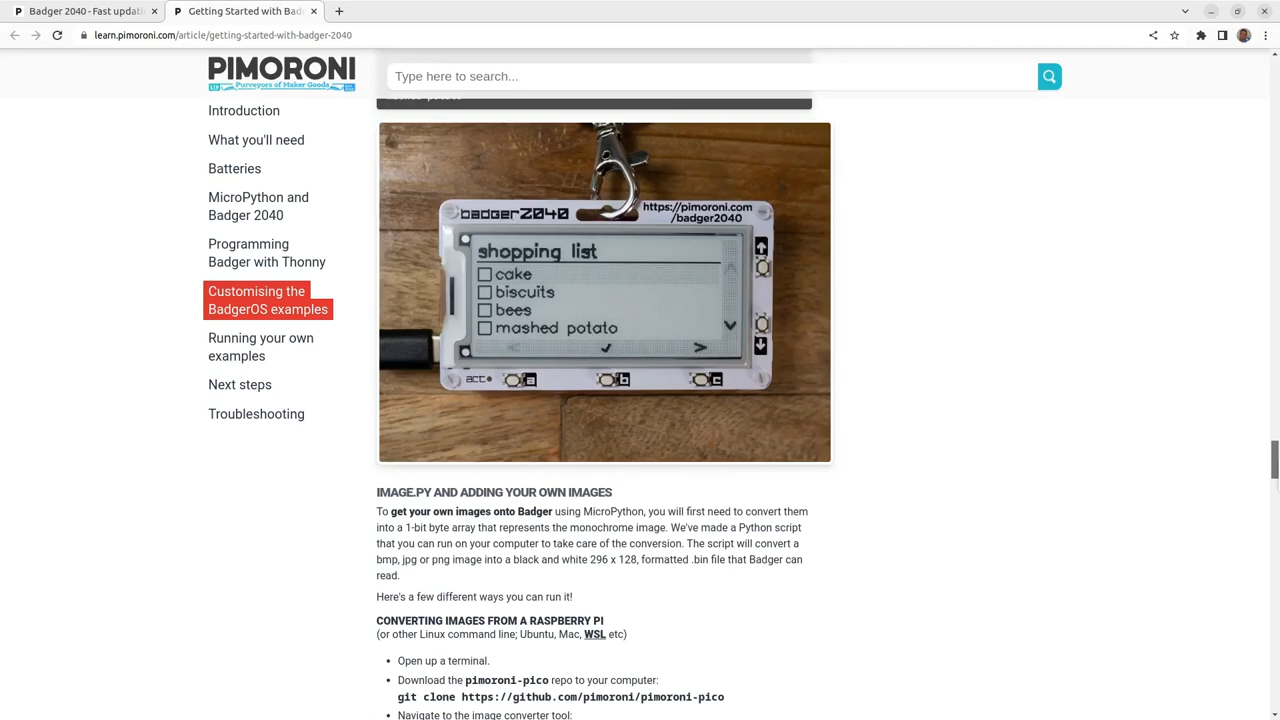 Badger 2040 - Fast updati
Getting Started with Bad
learn.pimoroni.com/article/getting-started-with-badger-2040
PIMORONI
Purveyors of Maker Goods
Type here to search...
Introduction
What you'll need
Batteries
MicroPython and
Badger 2040
Programming
Badger with Thonny
Customising the
BadgerOS examples
Running your own
examples
Next steps
Troubleshooting
badger2040
https://pimoroni.com
/badger2040
shopping list
cake
biscuits
bees
mashed potato
act
a
b
c
IMAGE.PY AND ADDING YOUR OWN IMAGES
To get your own images onto Badger using MicroPython, you will first need to convert them
into a 1-bit byte array that represents the monochrome image. We've made a Python script
that you can run on your computer to take care of the conversion. The script will convert a
bmp, jpg or png image into a black and white 296 x 128, formatted .bin file that Badger can
read.
Here's a few different ways you can run it!
CONVERTING IMAGES FROM A RASPBERRY PI
(or other Linux command line; Ubuntu, Mac, WSL etc)
• Open up a terminal.
• Download the pimoroni-pico repo to your computer:
git clone https://github.com/pimoroni/pimoroni-pico
• Navigate to the image converter tool: